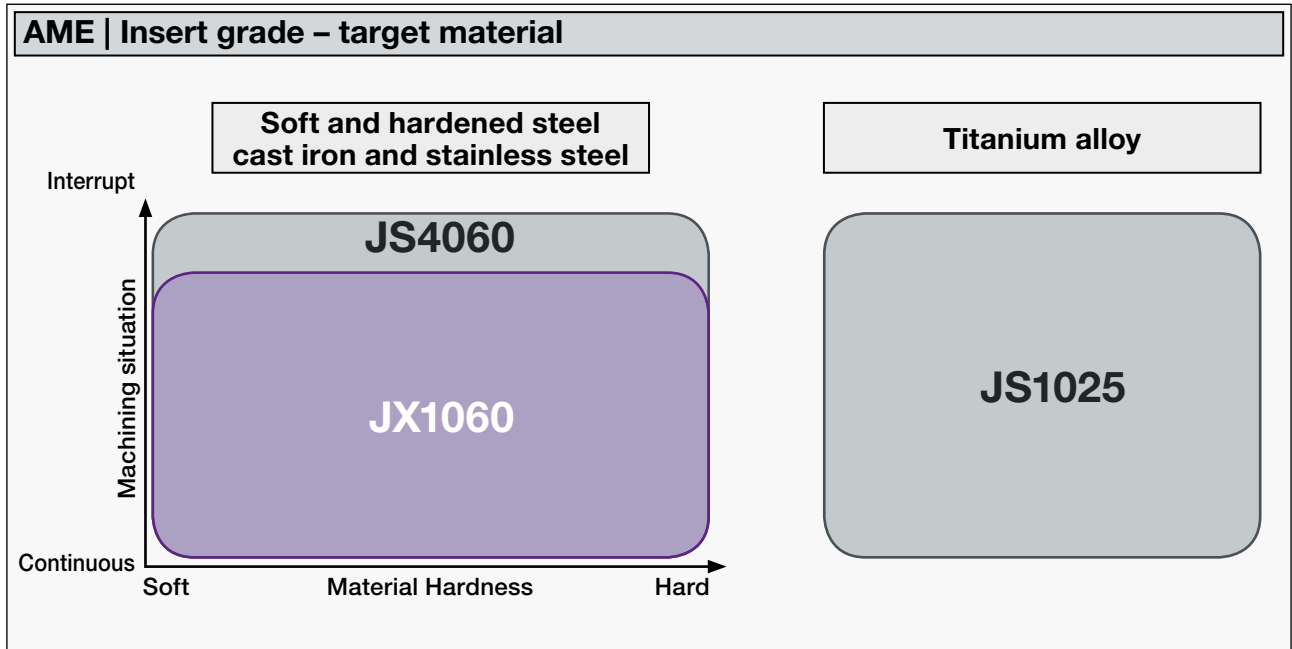 AME | Insert grade – target material
Soft and hardened steel
cast iron and stainless steel
Titanium alloy
Interrupt
JS4060
JX1060
JS1025
Machining situation
Continuous
Soft
Material Hardness
Hard